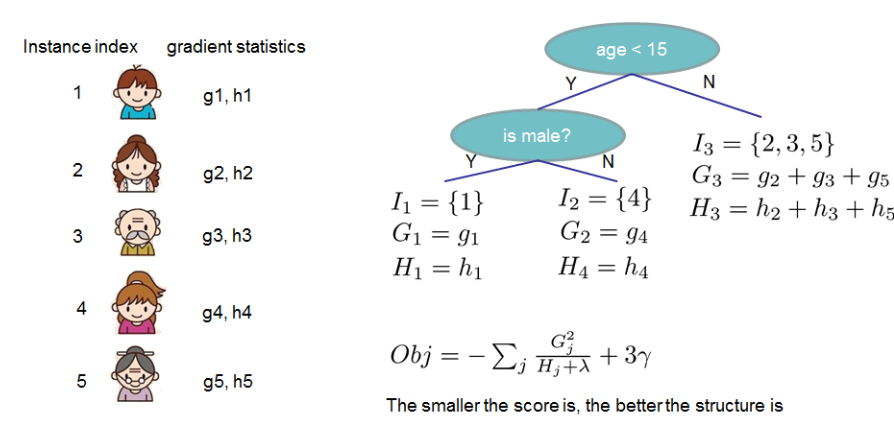 Instance index gradient statistics
1 g1, h1
2 g2, h2
3 g3, h3
4 g4, h4
5 g5, h5
age < 15
Y N
is male?
Y N
I₁ = {1}
G₁ = g₁
H₁ = h₁
I₂ = {4}
G₂ = g₄
H₄ = h₄
I₃ = {2, 3, 5}
G₃ = g₂ + g₃ + g₅
H₃ = h₂ + h₃ + h₅
Obj = − ∑ⱼ Gⱼ² / (Hⱼ+λ) + 3γ
The smaller the score is, the better the structure is